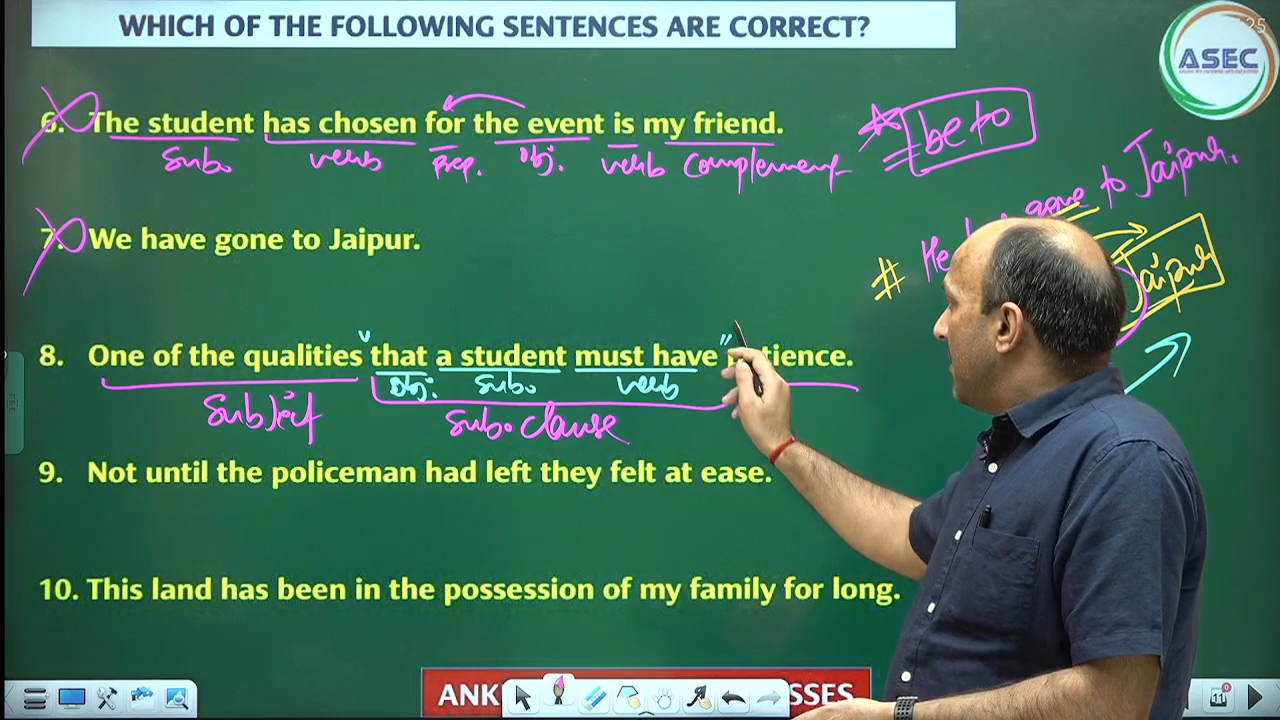 WHICH OF THE FOLLOWING SENTENCES ARE CORRECT?
25
ASEC
6. The student has chosen for the event is my friend.
Sub. verb Prep. Obj. verb Complement
be to
7. We have gone to Jaipur.
# He gone to Jaipur.
Jaipur
8. One of the qualities that a student must have patience.
Obj. Sub. verb
Subject Sub. clause
9. Not until the policeman had left they felt at ease.
10. This land has been in the possession of my family for long.
ANK SSES
11